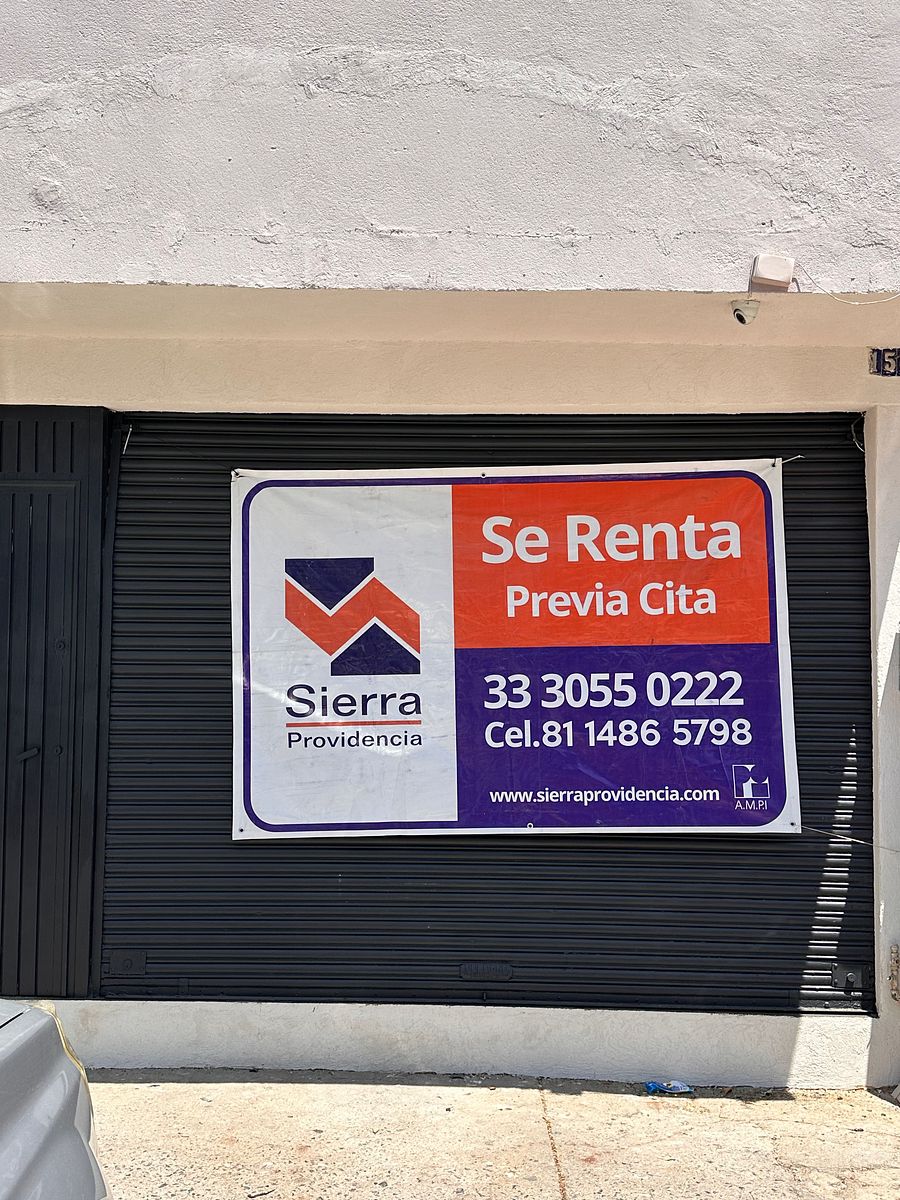 Sierra
Providencia
Se Renta
Previa Cita
33 3055 0222
Cel.81 1486 5798
www.sierraprovidencia.com
A.M.P.I